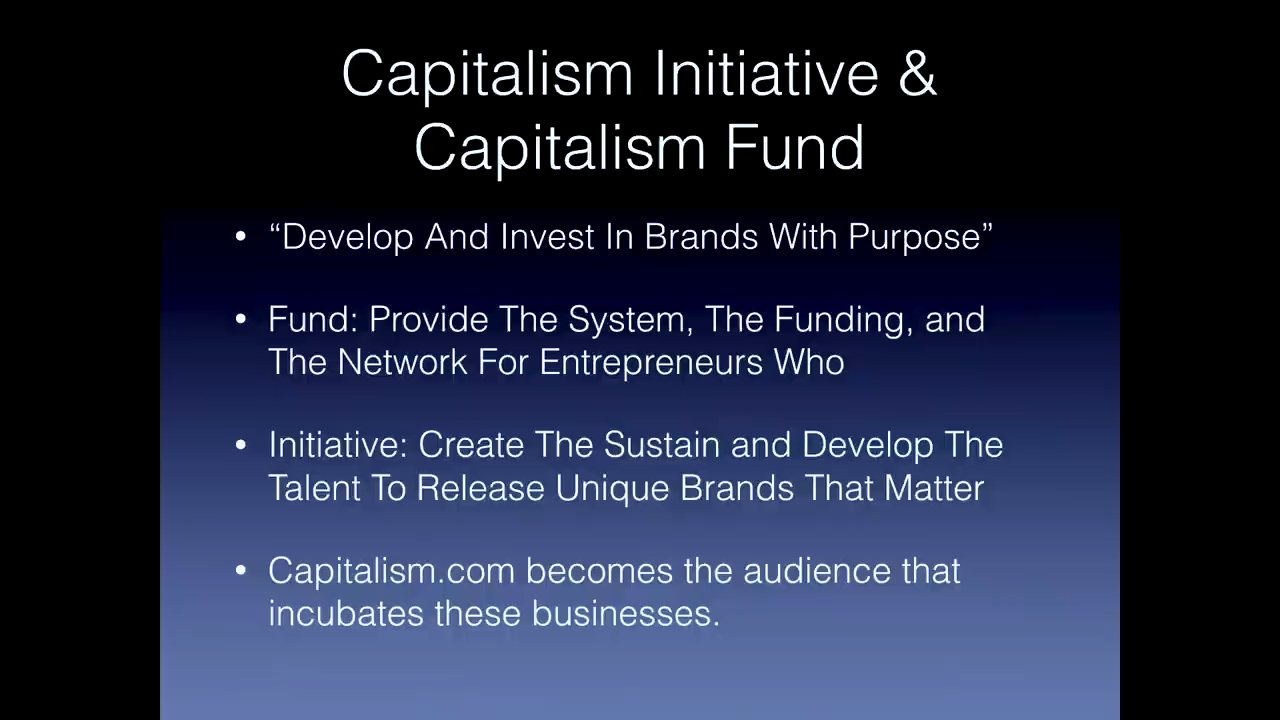 Capitalism Initiative &
Capitalism Fund
• “Develop And Invest In Brands With Purpose”
• Fund: Provide The System, The Funding, and
The Network For Entrepreneurs Who
• Initiative: Create The Sustain and Develop The
Talent To Release Unique Brands That Matter
• Capitalism.com becomes the audience that
incubates these businesses.